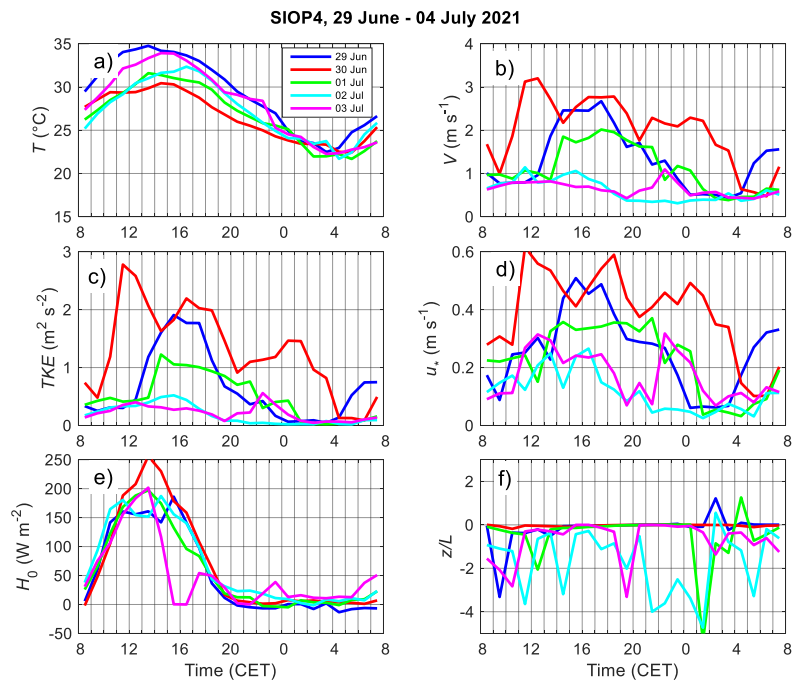 SIOP4, 29 June - 04 July 2021
a)
T (°C)
35
30
25
20
15
8 12 16 20 0 4 8
29 Jun
30 Jun
01 Jul
02 Jul
03 Jul
b)
V (m s⁻¹)
4
3
2
1
0
8 12 16 20 0 4 8
c)
TKE (m² s⁻²)
3
2
1
0
8 12 16 20 0 4 8
d)
u* (m s⁻¹)
0.6
0.4
0.2
0
8 12 16 20 0 4 8
e)
H₀ (W m⁻²)
250
200
150
100
50
0
-50
8 12 16 20 0 4 8
Time (CET)
f)
z/L
2
0
-2
-4
8 12 16 20 0 4 8
Time (CET)